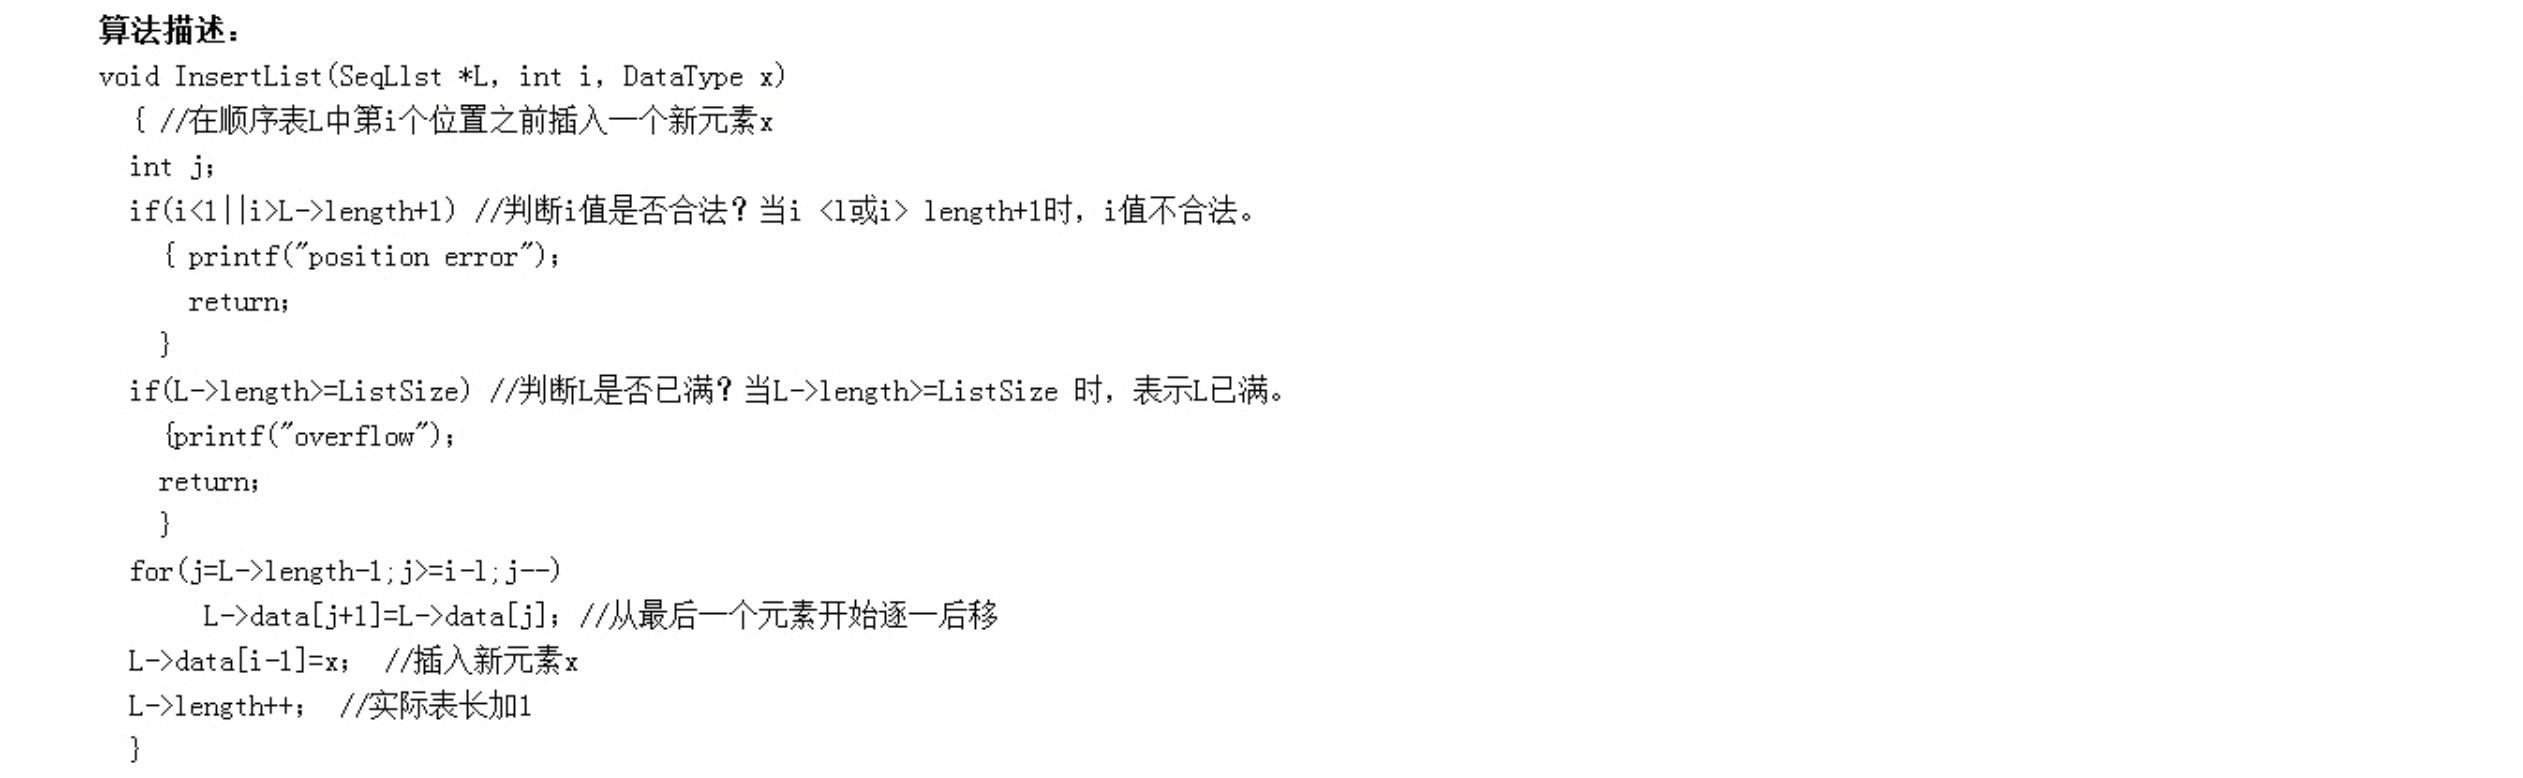 算法描述：
void InsertList(SeqLlst *L, int i, DataType x)
{ //在顺序表L中第i个位置之前插入一个新元素x
int j;
if(i<1||i>L->length+1) //判断i值是否合法？当i <l或i> length+1时，i值不合法。
{ printf("position error");
return;
}
if(L->length>=ListSize) //判断L是否已满？当L->length>=ListSize 时，表示L已满。
{printf("overflow");
return;
}
for(j=L->length-1;j>=i-l;j--)
L->data[j+1]=L->data[j]; //从最后一个元素开始逐一后移
L->data[i-1]=x; //插入新元素x
L->length++; //实际表长加1
}